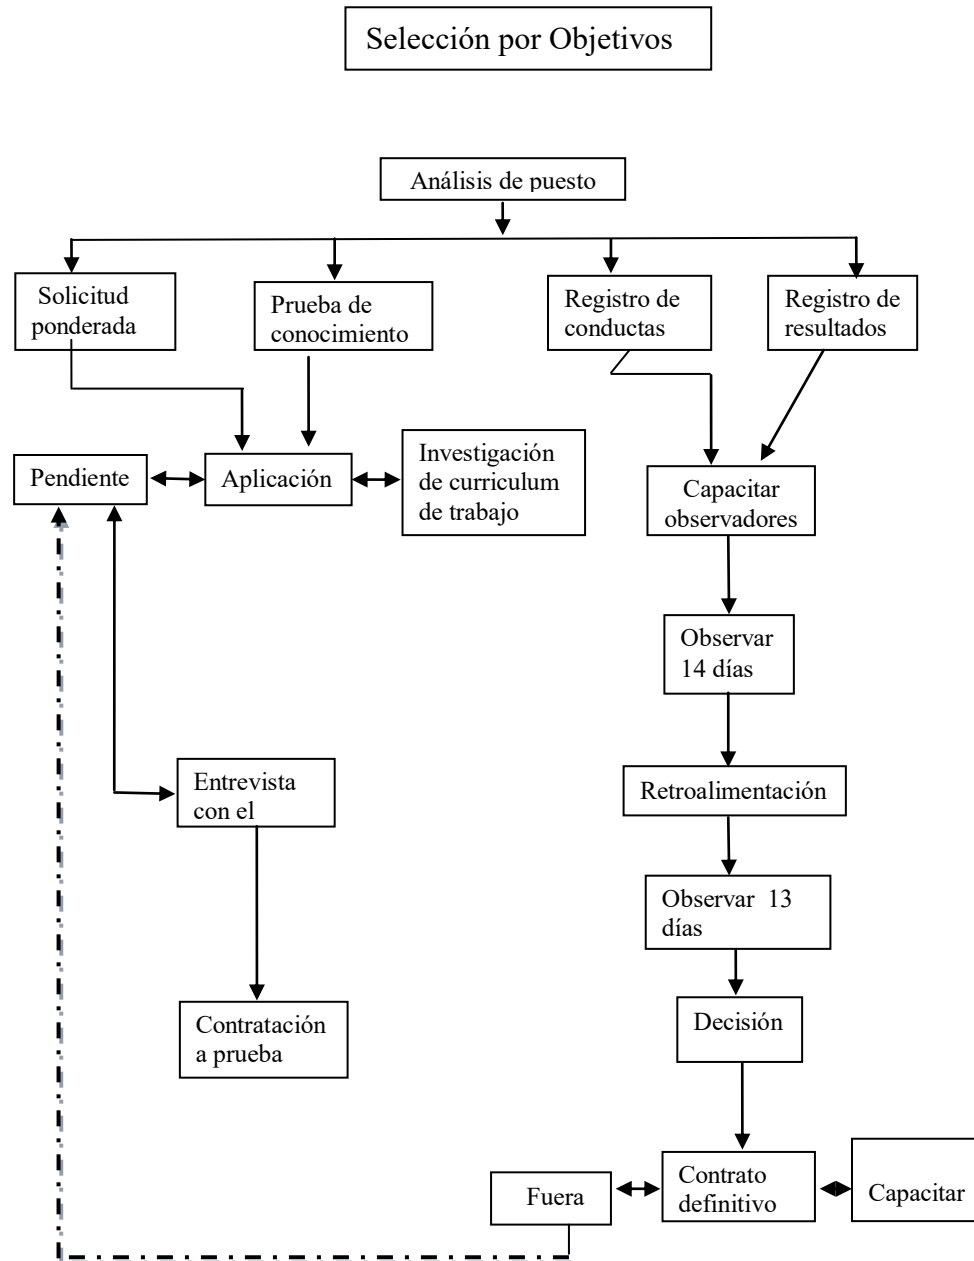 Selección por Objetivos
Análisis de puesto
Solicitud
ponderada
Prueba de
conocimiento
Registro de
conductas
Registro de
resultados
Pendiente
Aplicación
Investigación
de curriculum
de trabajo
Capacitar
observadores
Observar
14 días
Entrevista
con el
Retroalimentación
Observar 13
días
Contratación
a prueba
Decisión
Fuera
Contrato
definitivo
Capacitar